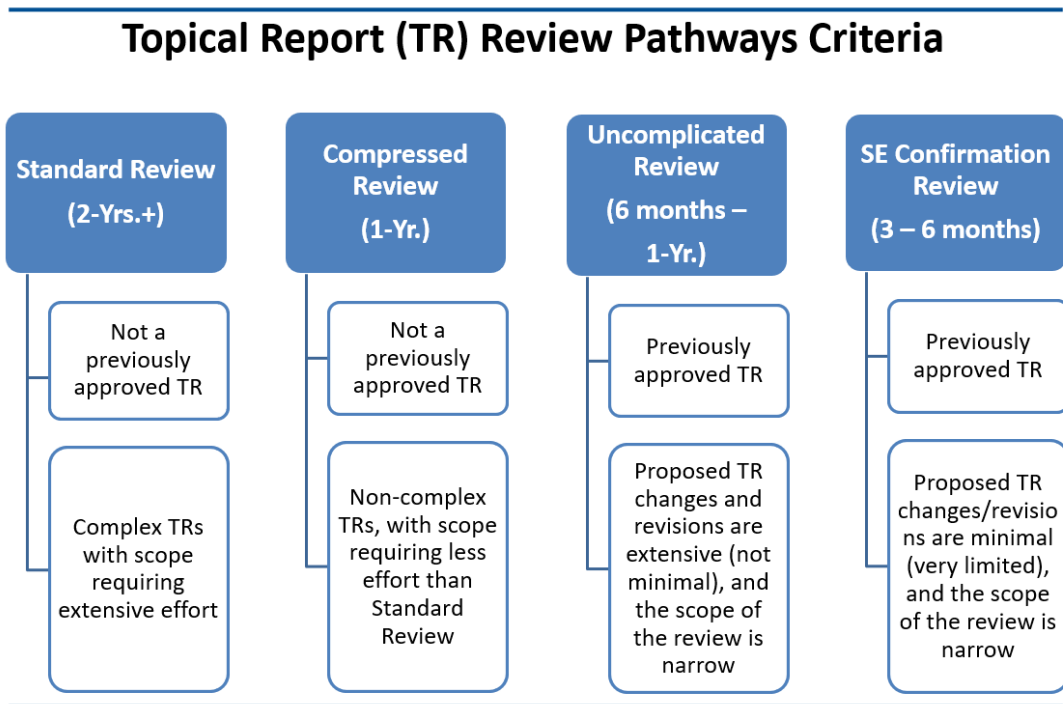 Topical Report (TR) Review Pathways Criteria
Standard Review
(2-Yrs.+)
Not a
previously
approved TR
Complex TRs
with scope
requiring
extensive effort
Compressed
Review
(1-Yr.)
Not a
previously
approved TR
Non-complex
TRs, with scope
requiring less
effort than
Standard
Review
Uncomplicated
Review
(6 months –
1-Yr.)
Previously
approved TR
Proposed TR
changes and
revisions are
extensive (not
minimal), and
the scope of
the review is
narrow
SE Confirmation
Review
(3 – 6 months)
Previously
approved TR
Proposed TR
changes/revisio
ns are minimal
(very limited),
and the scope
of the review is
narrow